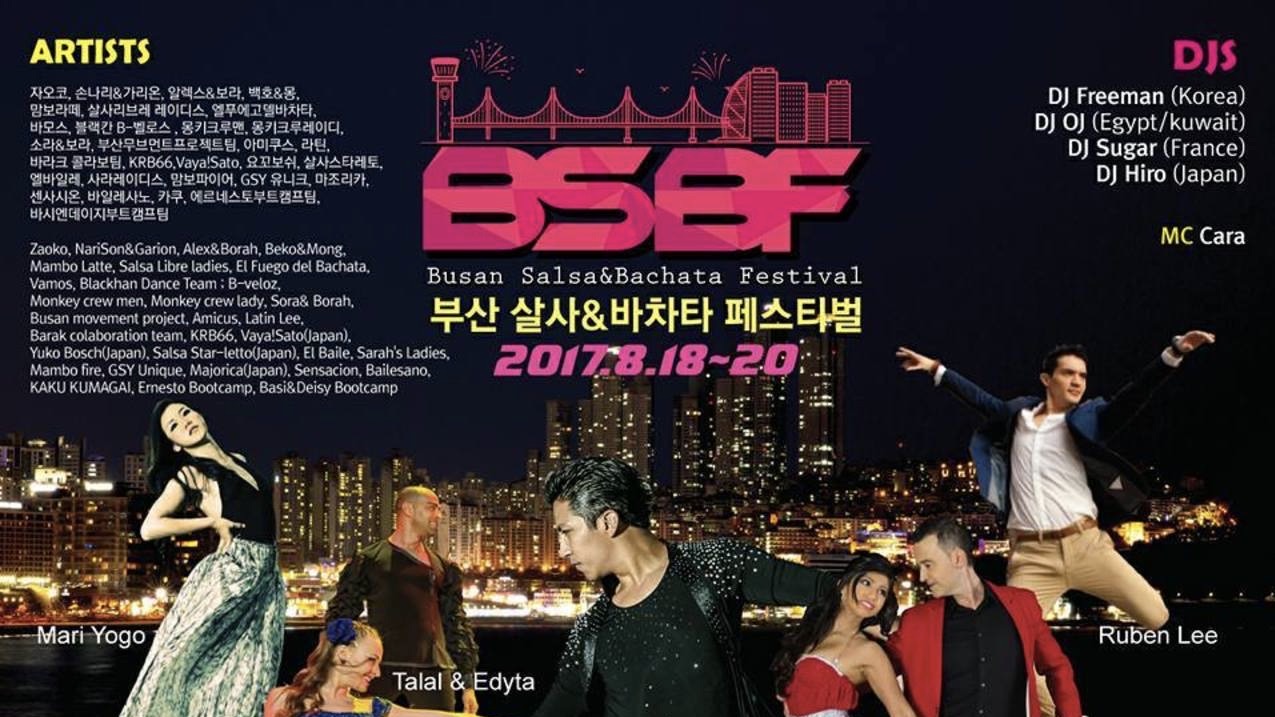 ARTISTS
자오코, 손나리&가리온, 알렉스&보라, 백호&몽,
맘보라떼, 살사리브레 레이디스, 엘푸에고델바차타,
바모스, 블랙칸 B-벨로스 , 몽키크루맨, 몽키크루레이디,
소라&보라, 부산무브먼트프로젝트팀, 아미쿠스, 라틴,
바라크 콜라보팀, KRB66,Vaya!Sato, 요꼬보쉬, 살사스타레토,
엘바일레, 사라레이디스, 맘보파이어, GSY 유니크, 마조리카,
센사시온, 바일레사노, 카쿠, 에르네스토부트캠프팀,
바시엔데이지부트캠프팀
Zaoko, NariSon&Garion, Alex&Borah, Beko&Mong,
Mambo Latte, Salsa Libre ladies, El Fuego del Bachata,
Vamos, Blackhan Dance Team : B-veloz,
Monkey crew men, Monkey crew lady, Sora& Borah,
Busan movement project, Amicus, Latin Lee,
Barak colaboration team, KRB66, Vaya!Sato(Japan),
Yuko Bosch(Japan), Salsa Star-letto(Japan), El Baile, Sarah's Ladies,
Mambo fire, GSY Unique, Majorica(Japan), Sensacion, Bailesano,
KAKU KUMAGAI, Ernesto Bootcamp, Basi&Deisy Bootcamp
BSBF
Busan Salsa&Bachata Festival
부산 살사&바차타 페스티벌
2017.8.18~20
DJS
DJ Freeman (Korea)
DJ OJ (Egypt/kuwait)
DJ Sugar (France)
DJ Hiro (Japan)
MC Cara
Mari Yogo
Talal & Edyta
Ruben Lee